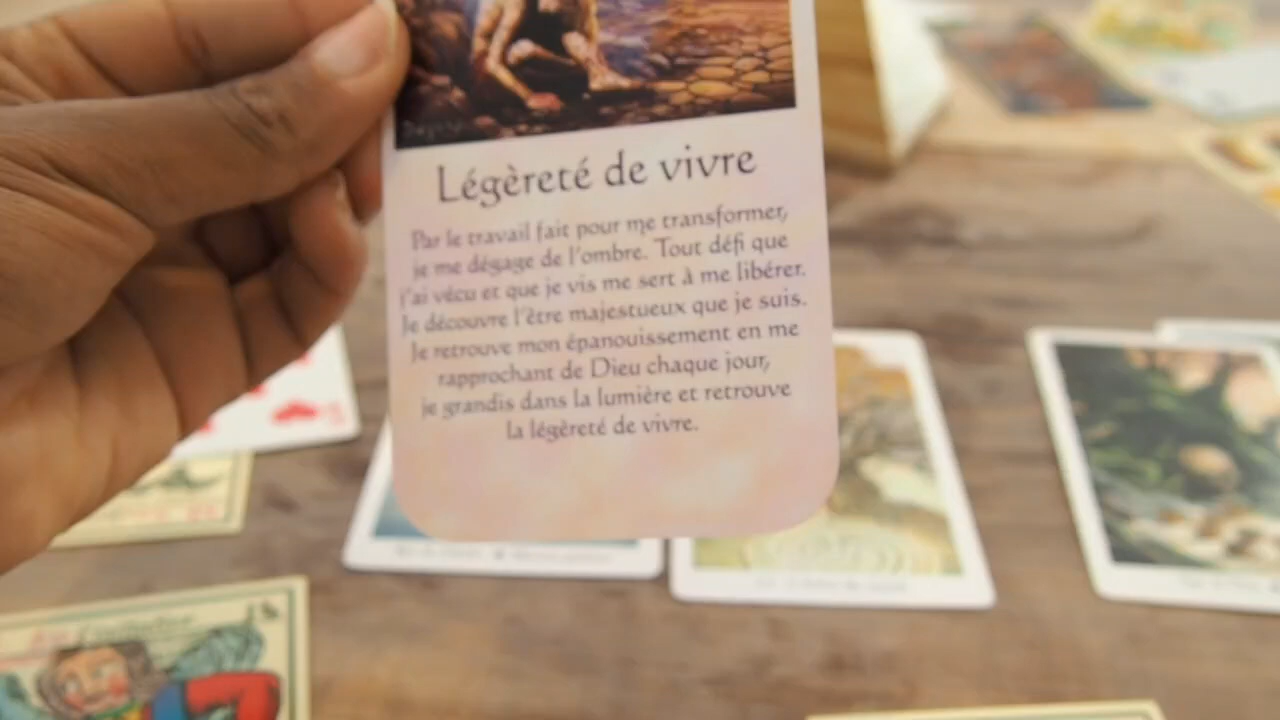 Légèreté de vivre
Par le travail fait pour me transformer,
je me dégage de l'ombre. Tout défi que
j'ai vécu et que je vis me sert à me libérer.
Je découvre l'être majestueux que je suis.
Je retrouve mon épanouissement en me
rapprochant de Dieu chaque jour,
je grandis dans la lumière et retrouve
la légèreté de vivre.